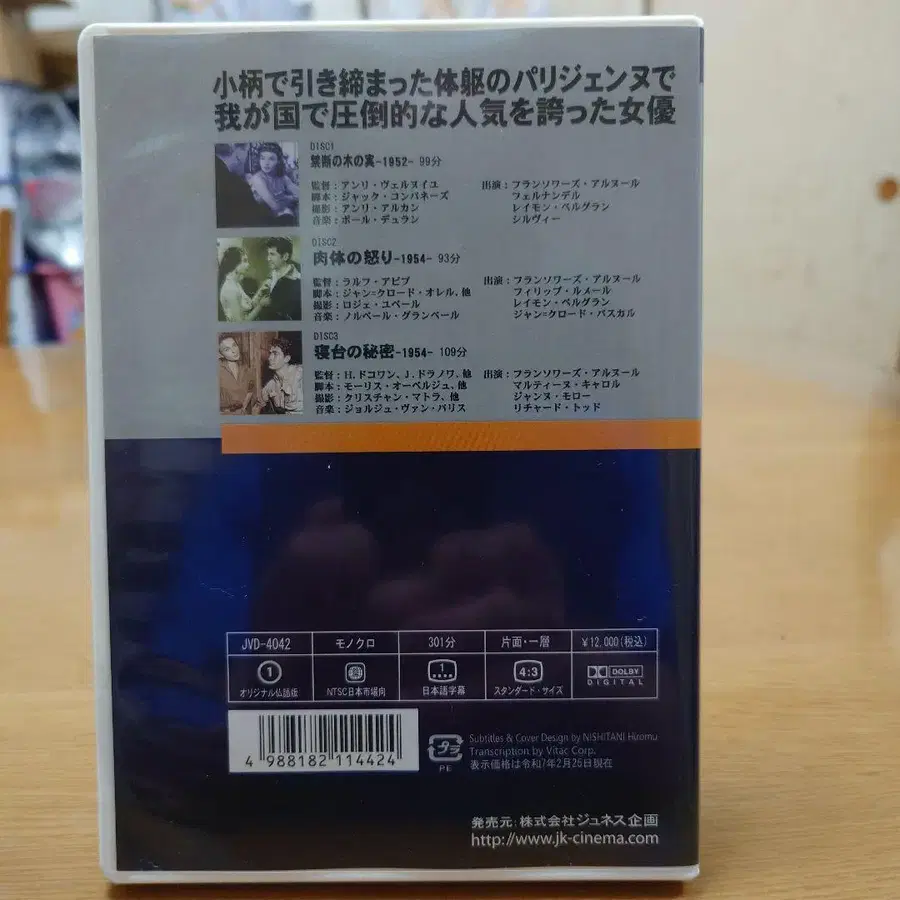 小柄で引き締まった体躯のパリジェンヌで
我が国で圧倒的な人気を誇った女優
DISC1
禁断の木の実-1952- 99分
監督:アンリ・ヴェルヌイユ
脚本:ジャック・コンパネーズ
撮影:アンリ・アルカン
音楽:ポール・デュラン
出演:フランソワーズ・アルヌール
フェルナンデル
レイモン・ペルグラン
シルヴィー
DISC2
肉体の怒り-1954- 93分
監督:ラルフ・アビブ
脚本:ジャン=クロード・オレル、他
撮影:ロジェ・ユベール
音楽:ノルベール・グランベール
出演:フランソワーズ・アルヌール
フィリップ・ルメール
レイモン・ペルグラン
ジャン=クロード・パスカル
DISC3
寝台の秘密-1954- 109分
監督:H.ドコワン、J.ドラノワ、他
脚本:モーリス・オーベルジュ、他
撮影:クリスチャン・マトラ、他
音楽:ジョルジュ・ヴァン・パリス
出演:フランソワーズ・アルヌール
マルティーヌ・キャロル
ジャンヌ・モロー
リチャード・トッド
JVD-4042 モノクロ 301分 片面・一層 ¥12,000(税込)
1 1 4:3 DOLBY
DIGITAL
オリジナル仏語版 NTSC日本市場向 日本語字幕 スタンダード・サイズ
4 988182 114424
プラ
PE
Subtitles & Cover Design by NISHITANI Hiromu
Transcription by Vitac Corp.
表示価格は令和7年2月26日現在
発売元:株式会社ジュネス企画
http://www.jk-cinema.com